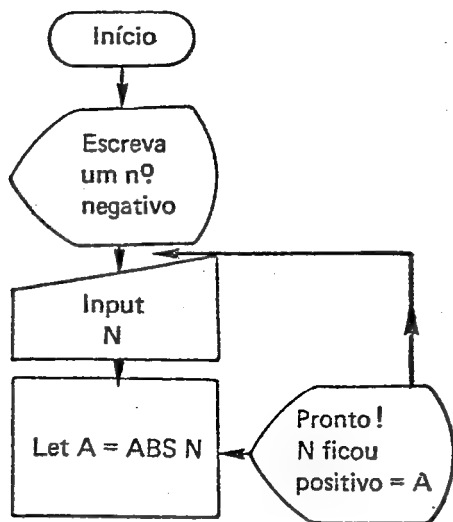 Início
Escreva
um nº
negativo
Input
N
Let A = ABS N
Pronto!
N ficou
positivo = A